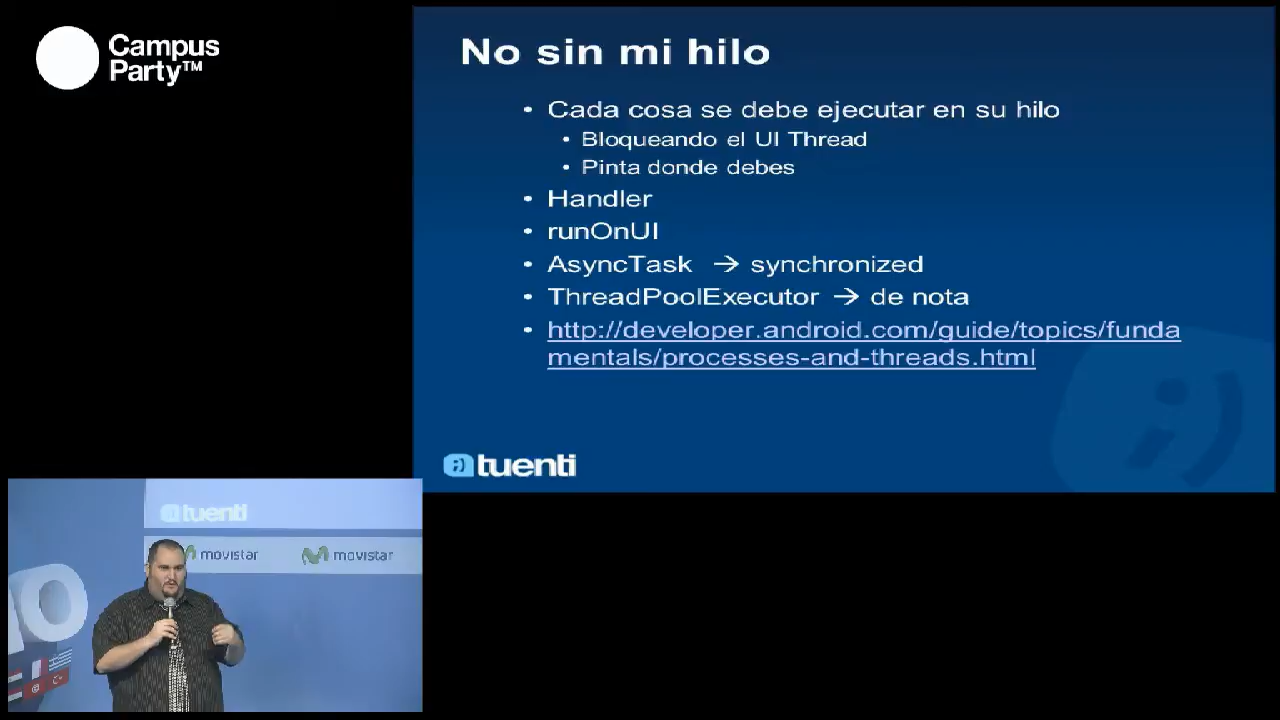 Campus
Party™
No sin mi hilo
• Cada cosa se debe ejecutar en su hilo
• Bloqueando el UI Thread
• Pinta donde debes
• Handler
• runOnUI
• AsyncTask → synchronized
• ThreadPoolExecutor → de nota
• http://developer.android.com/guide/topics/funda
mentals/processes-and-threads.html
;) tuenti
tuenti
movistar movistar